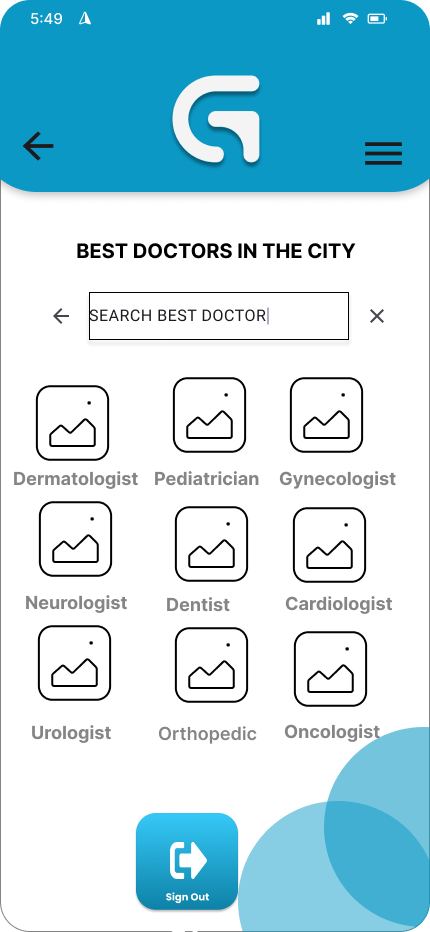 5:49
BEST DOCTORS IN THE CITY
SEARCH BEST DOCTOR
Dermatologist Pediatrician Gynecologist
Neurologist Dentist Cardiologist
Urologist Orthopedic Oncologist
Sign Out